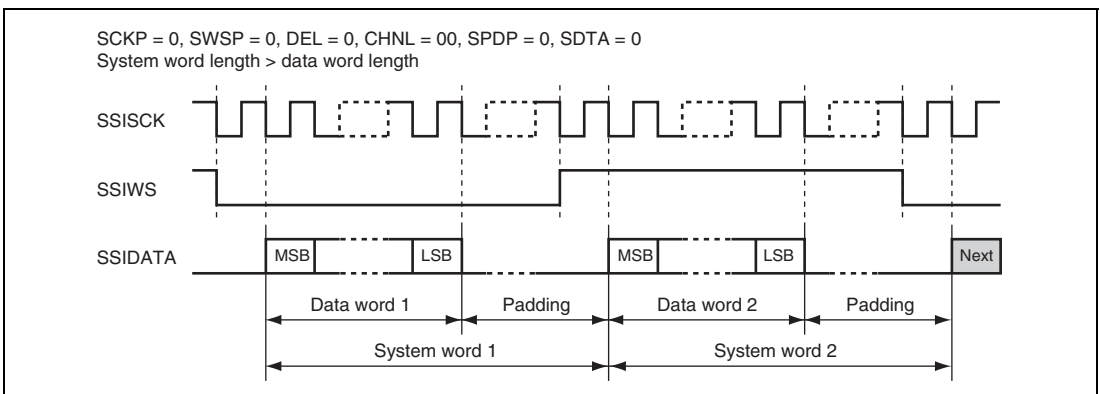 SCKP = 0, SWSP = 0, DEL = 0, CHNL = 00, SPDP = 0, SDTA = 0
System word length > data word length
SSISCK
SSIWS
SSIDATA
MSB
LSB
MSB
LSB
Next
Data word 1
Padding
Data word 2
Padding
System word 1
System word 2